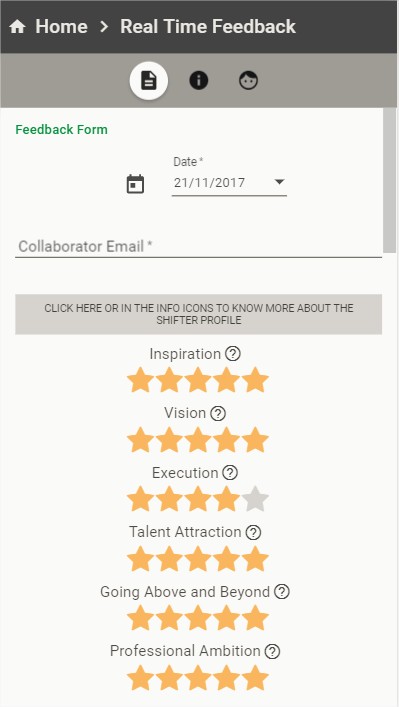 Home > Real Time Feedback
Feedback Form
Date *
21/11/2017
Collaborator Email *
CLICK HERE OR IN THE INFO ICONS TO KNOW MORE ABOUT THE
SHIFTER PROFILE
Inspiration
Vision
Execution
Talent Attraction
Going Above and Beyond
Professional Ambition